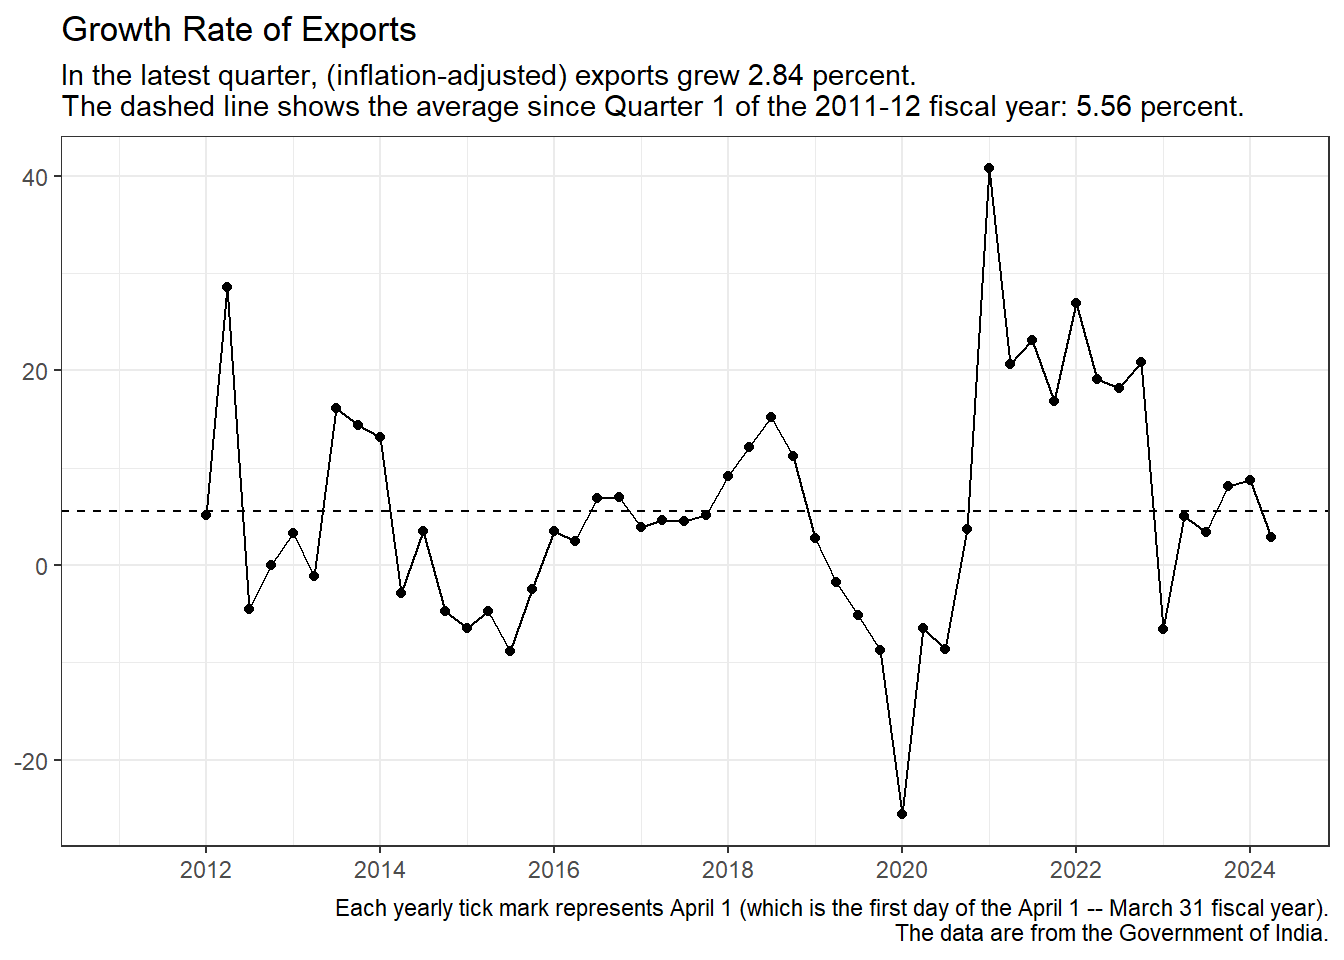 Growth Rate of Exports
In the latest quarter, (inflation-adjusted) exports grew 2.84 percent.
The dashed line shows the average since Quarter 1 of the 2011-12 fiscal year: 5.56 percent.
40
20
0
-20
2012 2014 2016 2018 2020 2022 2024
Each yearly tick mark represents April 1 (which is the first day of the April 1 -- March 31 fiscal year).
The data are from the Government of India.